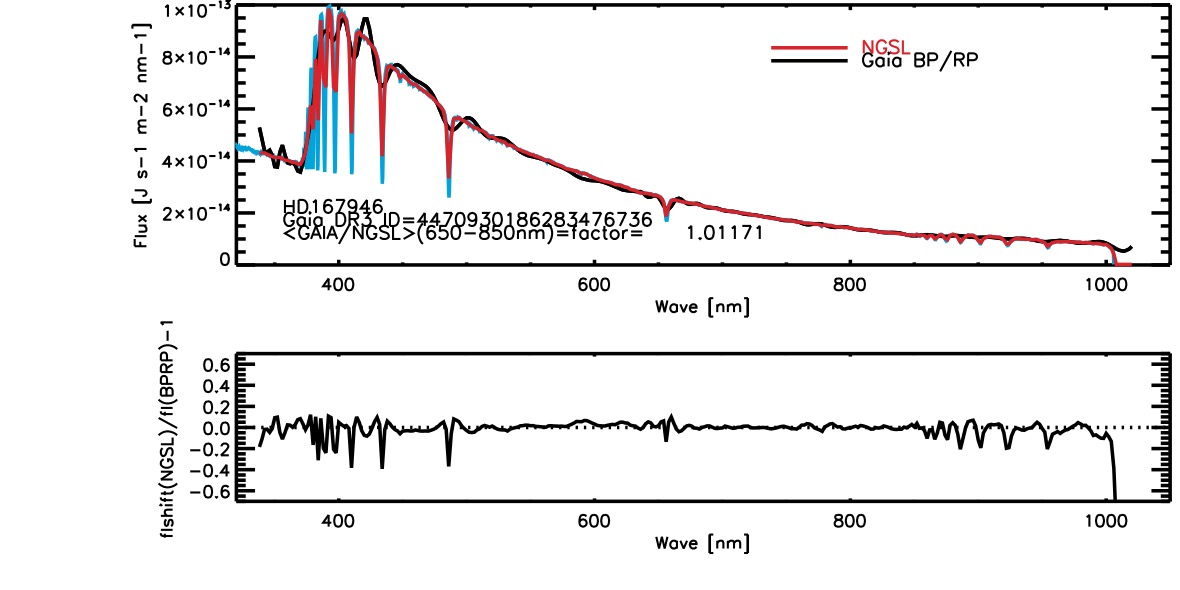 1×10−13
8×10−14
6×10−14
4×10−14
2×10−14
0
Flux [J s−1 m−2 nm−1]
NGSL
Gaia BP/RP
HD167946
Gaia DR3 ID=4470930186283476736
<GAIA/NGSL>(650−850nm)=factor= 1.01171
400 600 800 1000
Wave [nm]
flshift(NGSL)/fl(BPRP)−1
0.6
0.4
0.2
0.0
−0.2
−0.4
−0.6
400 600 800 1000
Wave [nm]